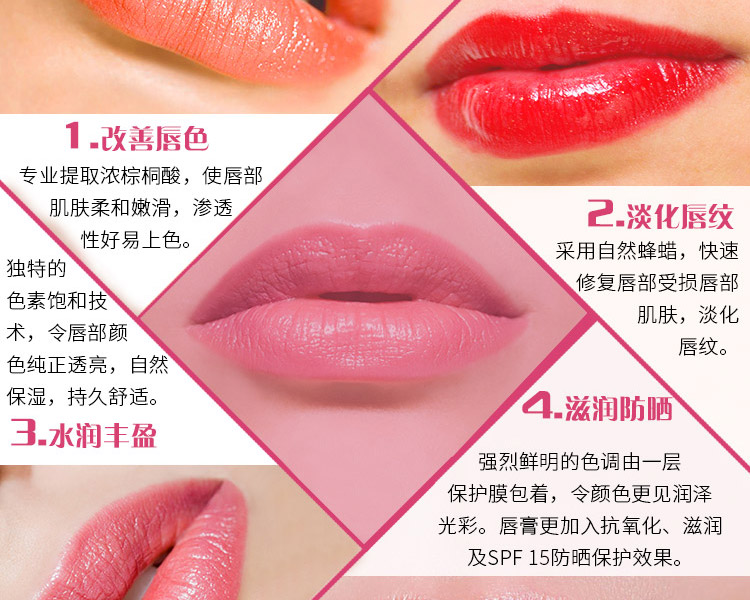 1.改善唇色
专业提取浓棕桐酸，使唇部
肌肤柔和嫩滑，渗透
性好易上色。
2.淡化唇纹
采用自然蜂蜡，快速
修复唇部受损唇部
肌肤，淡化
唇纹。
独特的
色素饱和技
术，令唇部颜
色纯正透亮，自然
保湿，持久舒适。
3.水润丰盈
4.滋润防晒
强烈鲜明的色调由一层
保护膜包着，令颜色更见润泽
光彩。唇膏更加入抗氧化、滋润
及SPF 15防晒保护效果。